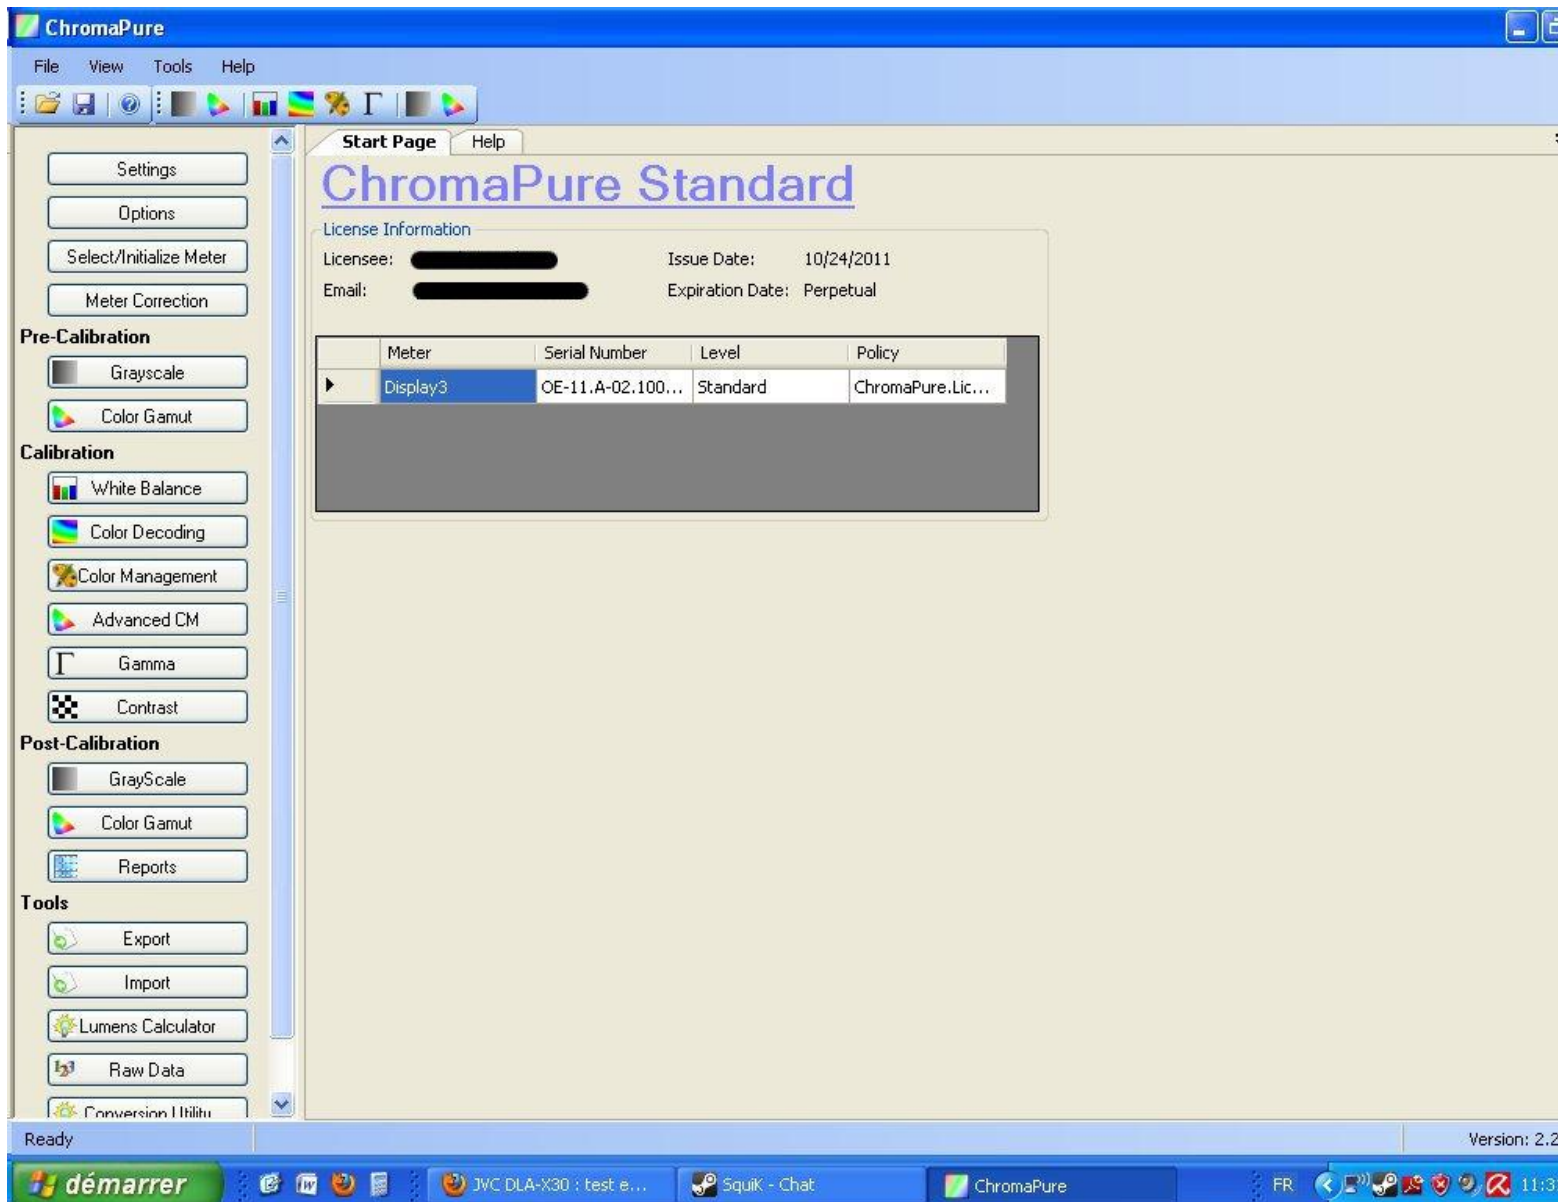 ChromaPure
File View Tools Help
Start Page Help
Settings
Options
Select/Initialize Meter
Meter Correction
Pre-Calibration
Grayscale
Color Gamut
Calibration
White Balance
Color Decoding
Color Management
Advanced CM
Gamma
Contrast
Post-Calibration
GrayScale
Color Gamut
Reports
Tools
Export
Import
Lumens Calculator
Raw Data
Conversion Utility
ChromaPure Standard
License Information
Licensee: Issue Date: 10/24/2011
Email: Expiration Date: Perpetual
Meter Serial Number Level Policy
Display3 OE-11.A-02.100... Standard ChromaPure.Lic...
Ready Version: 2.2
démarrer JVC DLA-X30 : test e... SquiK - Chat ChromaPure FR 11:3